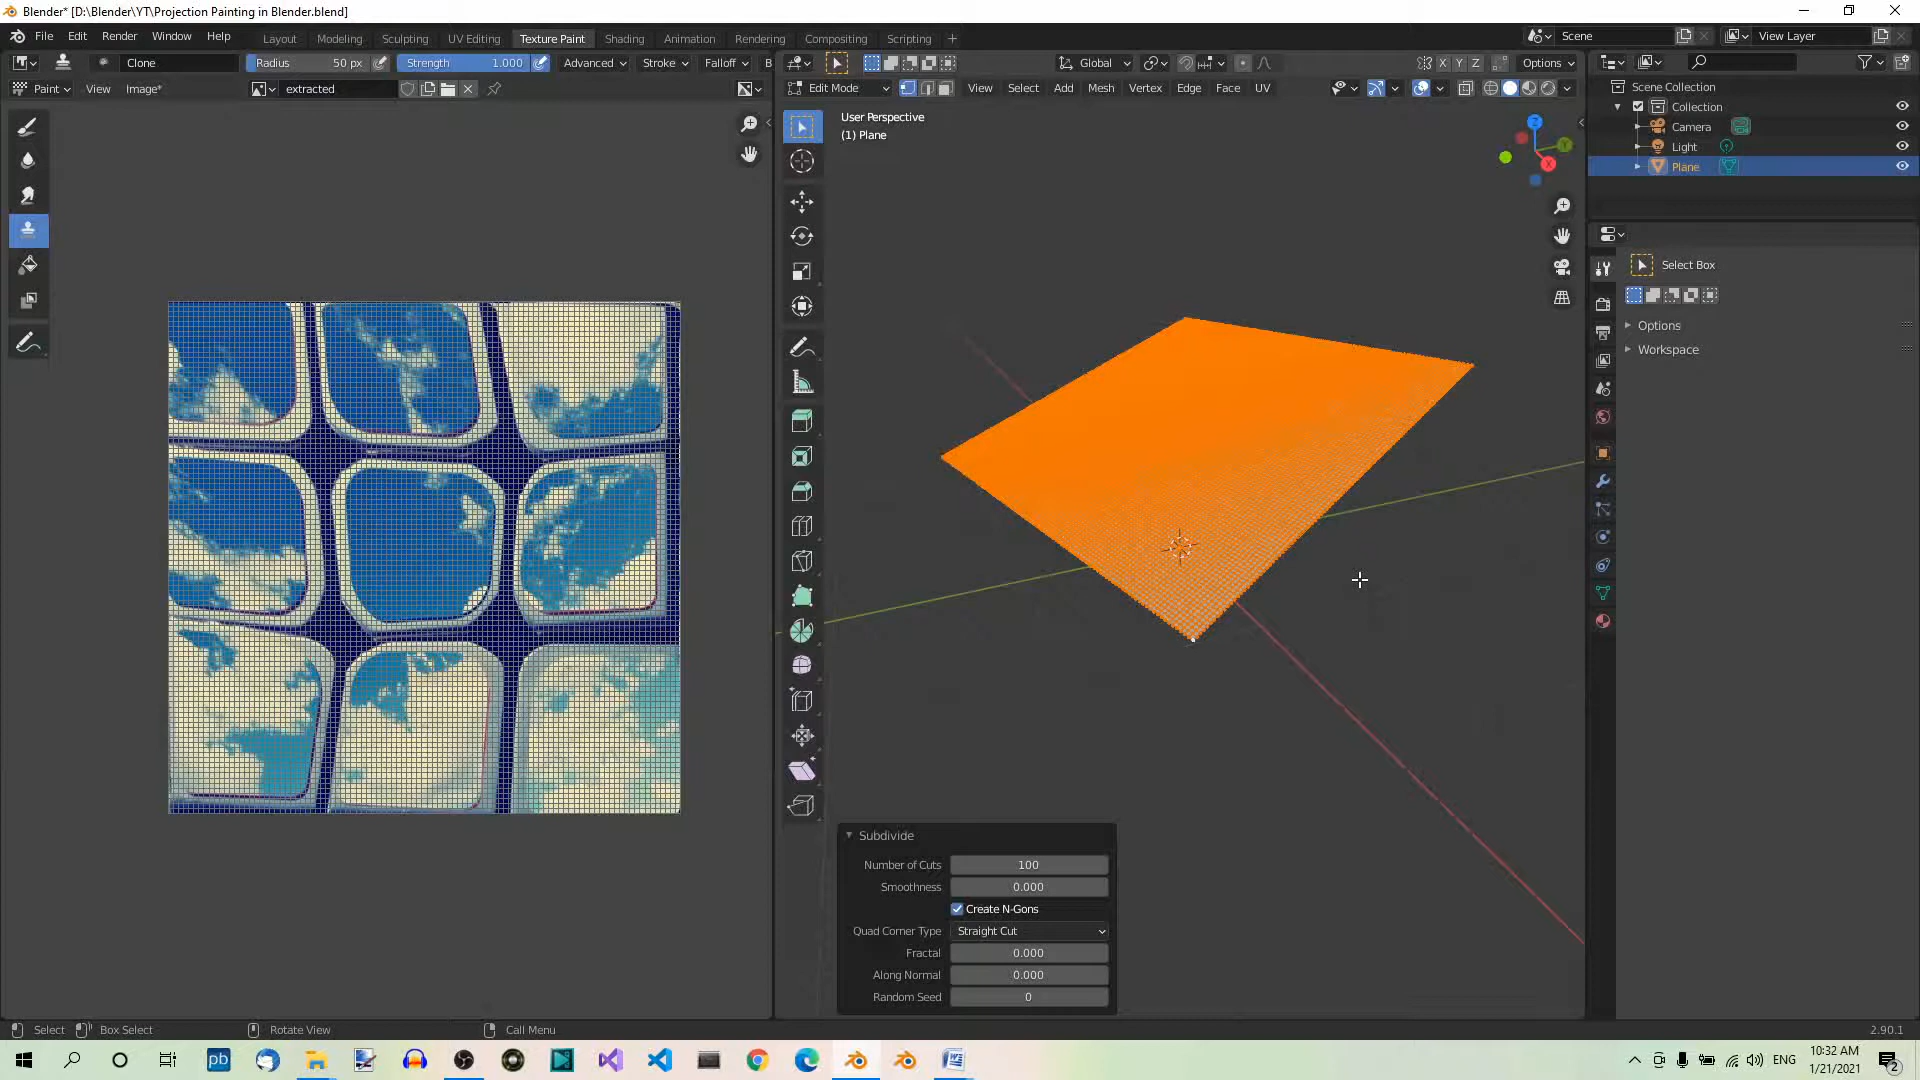 Blender* [D:\Blender\YT\Projection Painting in Blender.blend]
File Edit Render Window Help
Layout Modeling Sculpting UV Editing Texture Paint Shading Animation Rendering Compositing Scripting
Scene
View Layer
Clone
Radius 50 px
Strength 1.000
Advanced Stroke Falloff B
Global
X Y Z
Options
Paint View Image*
extracted
Edit Mode
View Select Add Mesh Vertex Edge Face UV
Scene Collection
Collection
Camera
Light
Plane
User Perspective
(1) Plane
Z
Y
X
Select Box
Options
Workspace
Subdivide
Number of Cuts 100
Smoothness 0.000
Create N-Gons
Quad Corner Type Straight Cut
Fractal 0.000
Along Normal 0.000
Random Seed 0
Select Box Select Rotate View Call Menu
2.90.1
pb
ENG
10:32 AM
1/21/2021
2